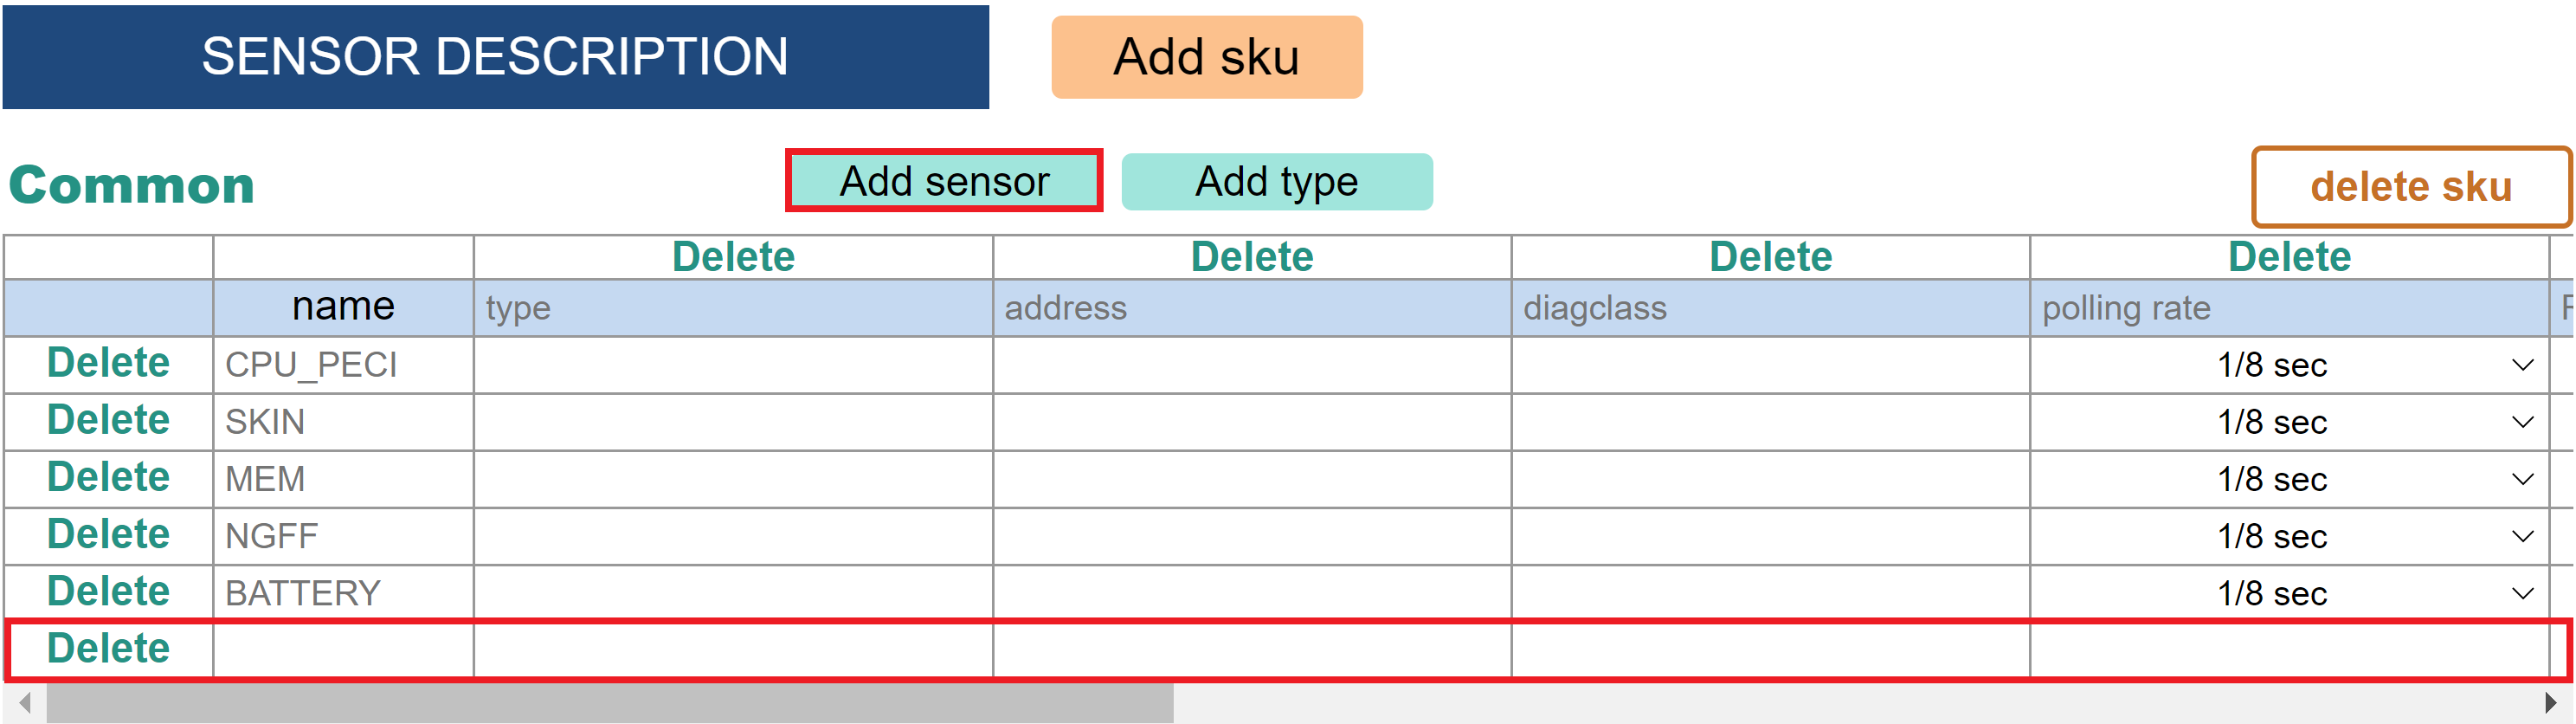 SENSOR DESCRIPTION Add sku
Common Add sensor Add type delete sku
Delete Delete Delete Delete
name type address diagclass polling rate
Delete CPU_PECI 1/8 sec
Delete SKIN 1/8 sec
Delete MEM 1/8 sec
Delete NGFF 1/8 sec
Delete BATTERY 1/8 sec
Delete